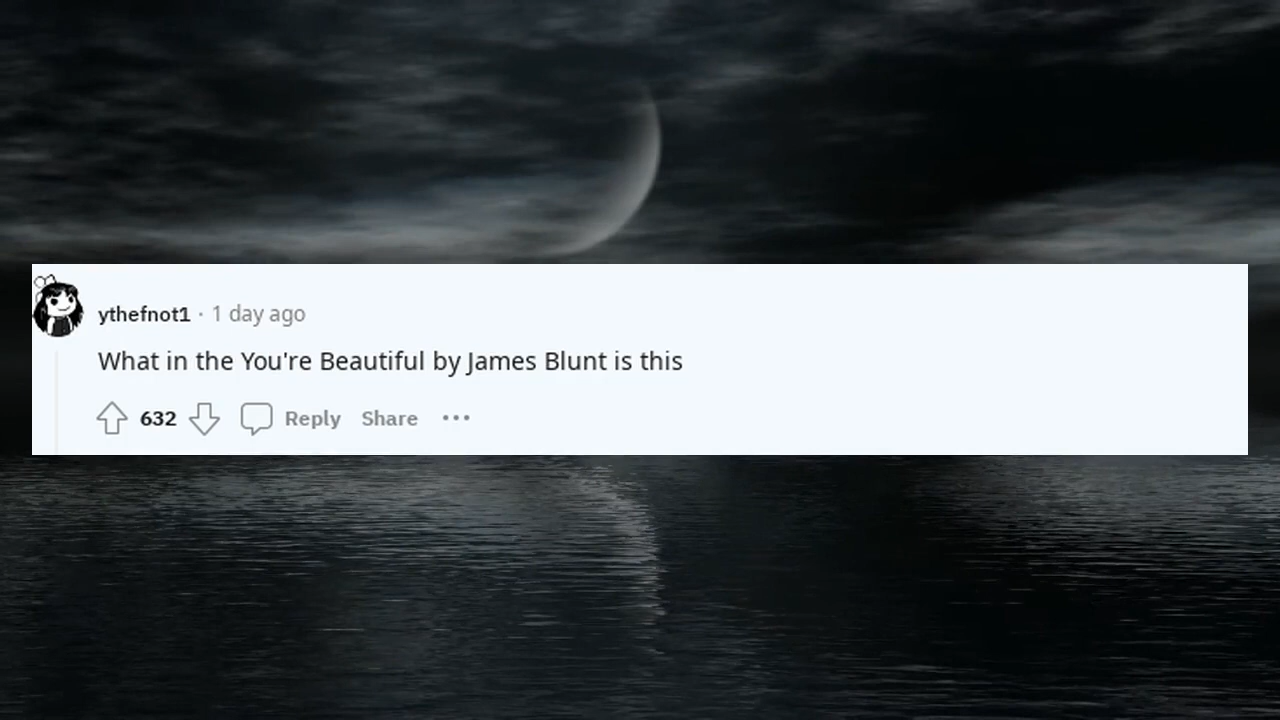 ythefnot1 · 1 day ago
What in the You're Beautiful by James Blunt is this
632 Reply Share ···